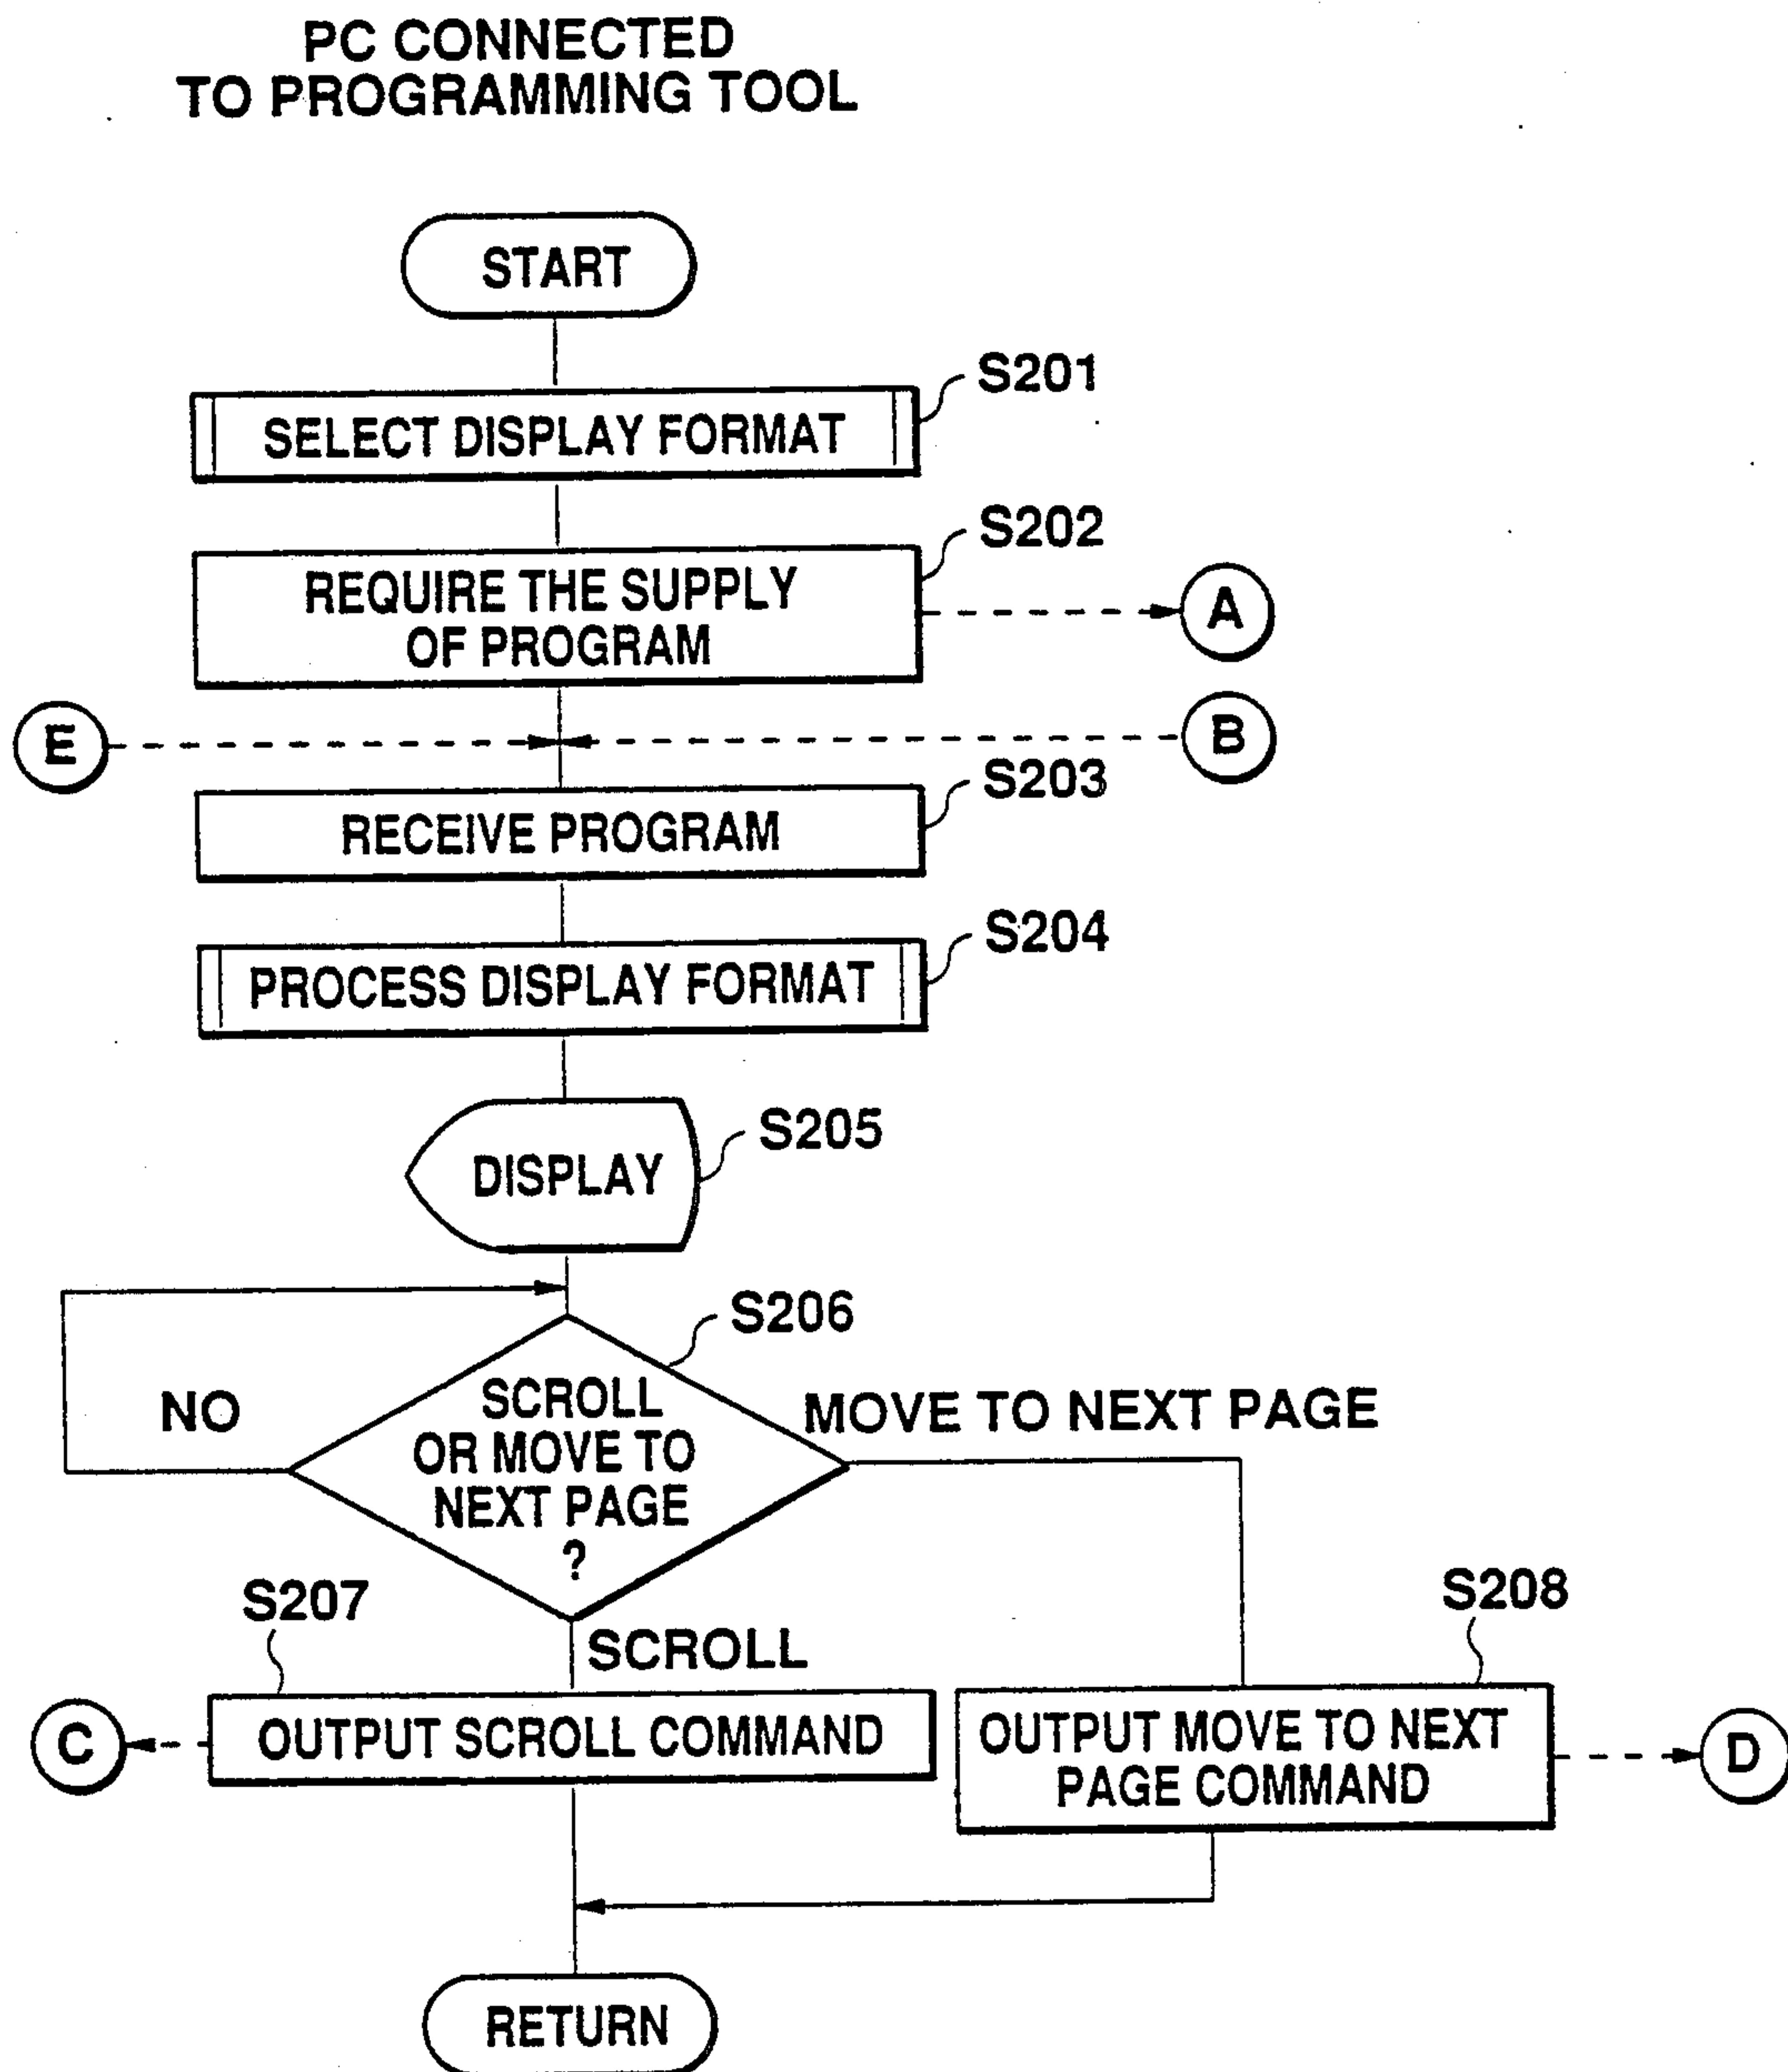 PC CONNECTED
TO PROGRAMMING TOOL
START
S201
SELECT DISPLAY FORMAT
S202
REQUIRE THE SUPPLY
OF PROGRAM
A
E
B
S203
RECEIVE PROGRAM
S204
PROCESS DISPLAY FORMAT
S205
DISPLAY
S206
NO
SCROLL
OR MOVE TO
NEXT PAGE
?
MOVE TO NEXT PAGE
S207
SCROLL
S208
C
OUTPUT SCROLL COMMAND
OUTPUT MOVE TO NEXT
PAGE COMMAND
D
RETURN